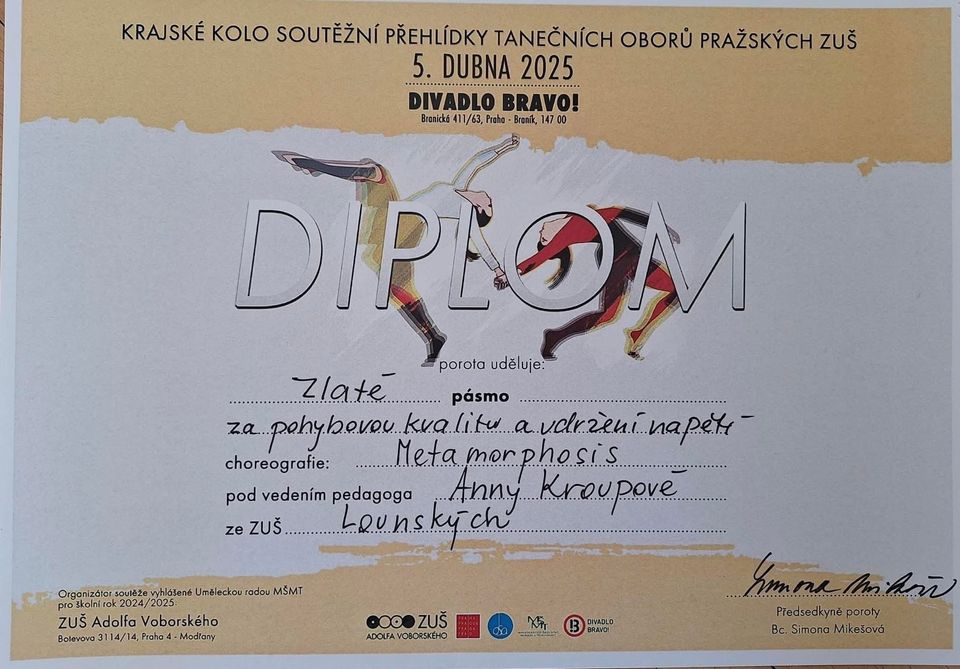 KRAJSKÉ KOLO SOUTĚŽNÍ PŘEHLÍDKY TANEČNÍCH OBORŮ PRAŽSKÝCH ZUŠ
5. DUBNA 2025
DIVADLO BRAVO!
Branická 411/63, Praha - Braník, 147 00
DIPLOM
porota uděluje:
Zlaté pásmo
za pohybovou kvalitu a udržení napětí
choreografie: Metamorphosis
pod vedením pedagoga Anny Kroupové
ze ZUŠ Lounských
Organizátor soutěže vyhlášené Uměleckou radou MŠMT
pro školní rok 2024/2025:
ZUŠ Adolfa Voborského
Botevova 3114/14, Praha 4 - Modřany
ZUŠ
ADOLFA VOBORSKÉHO
DIVADLO
BRAVO!
Předsedkyně poroty
Bc. Simona Mikešová